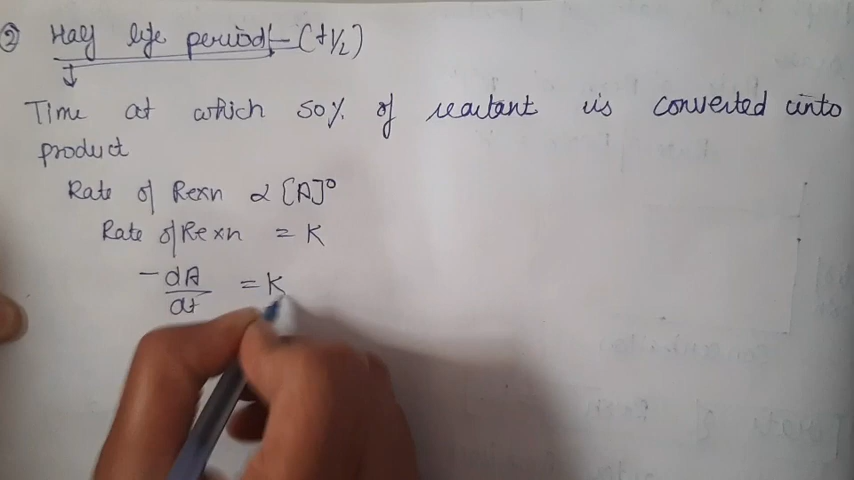 ② Half life period:- (t1/2)
↓
Time at which 50% of reactant is converted into
product
Rate of Rexn α [A]⁰
Rate of Rexn = K
-dA/dt = K